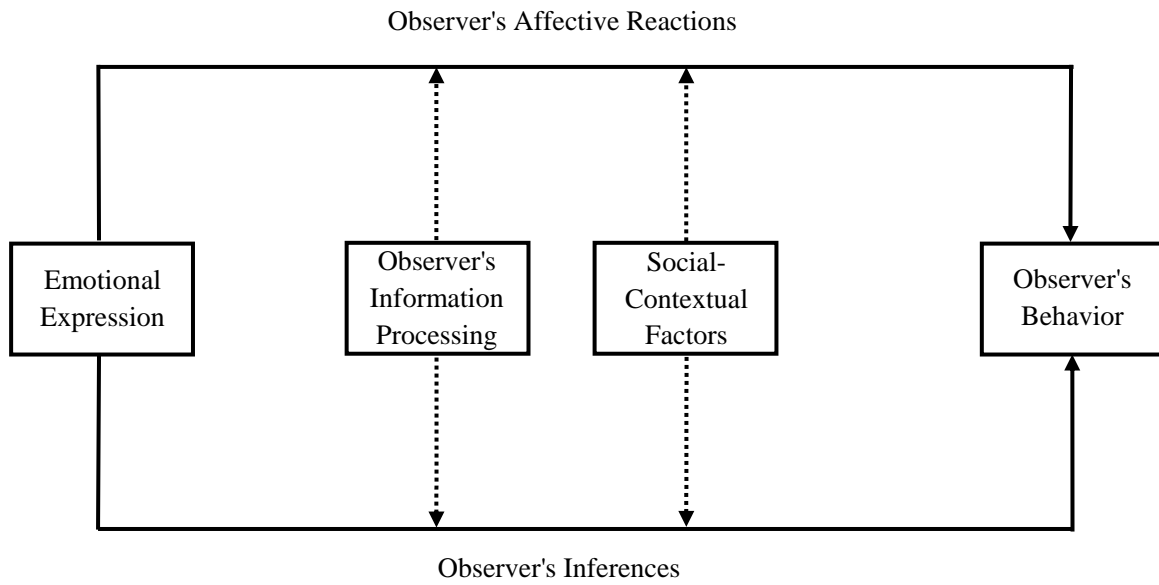 Observer's Affective Reactions
Emotional
Expression
Observer's
Information
Processing
Social-
Contextual
Factors
Observer's
Behavior
Observer's Inferences